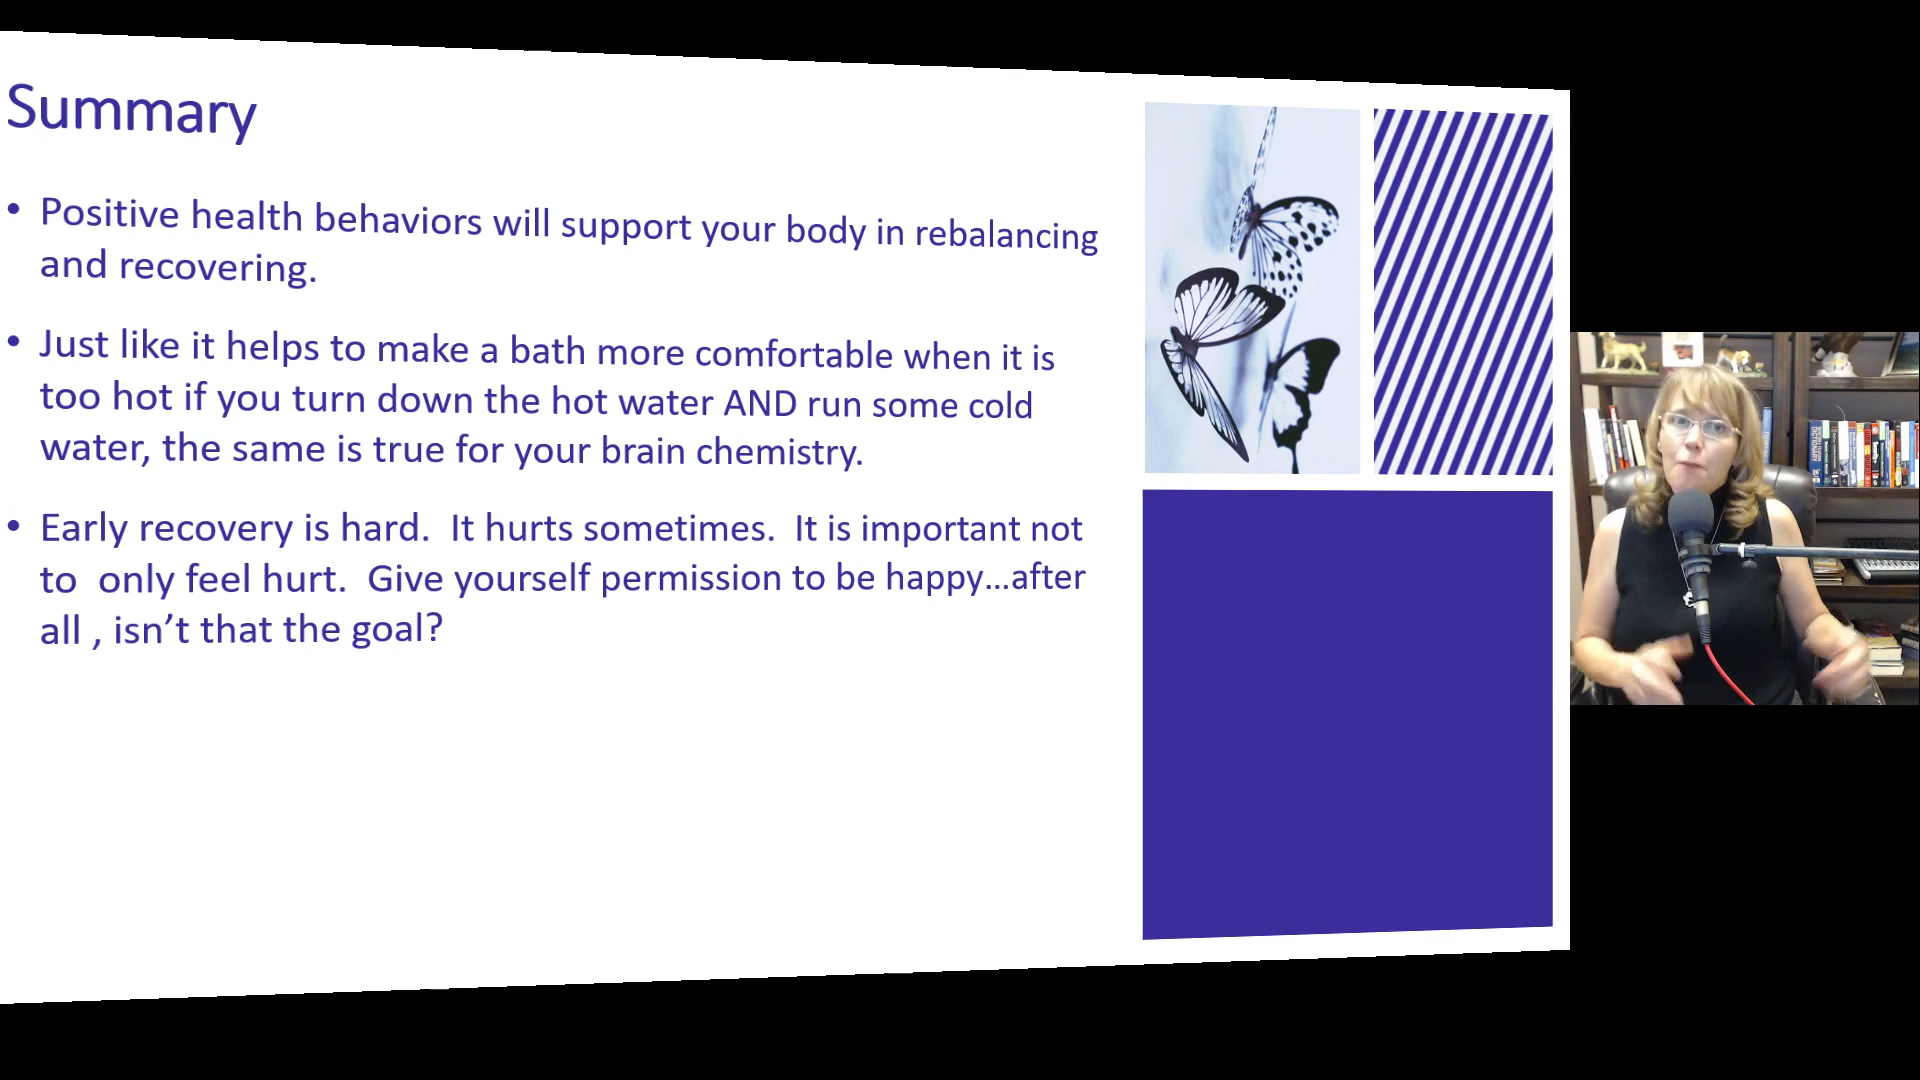 Summary
• Positive health behaviors will support your body in rebalancing
and recovering.
• Just like it helps to make a bath more comfortable when it is
too hot if you turn down the hot water AND run some cold
water, the same is true for your brain chemistry.
• Early recovery is hard.  It hurts sometimes.  It is important not
to  only feel hurt.  Give yourself permission to be happy…after
all , isn’t that the goal?
DICTIONARY